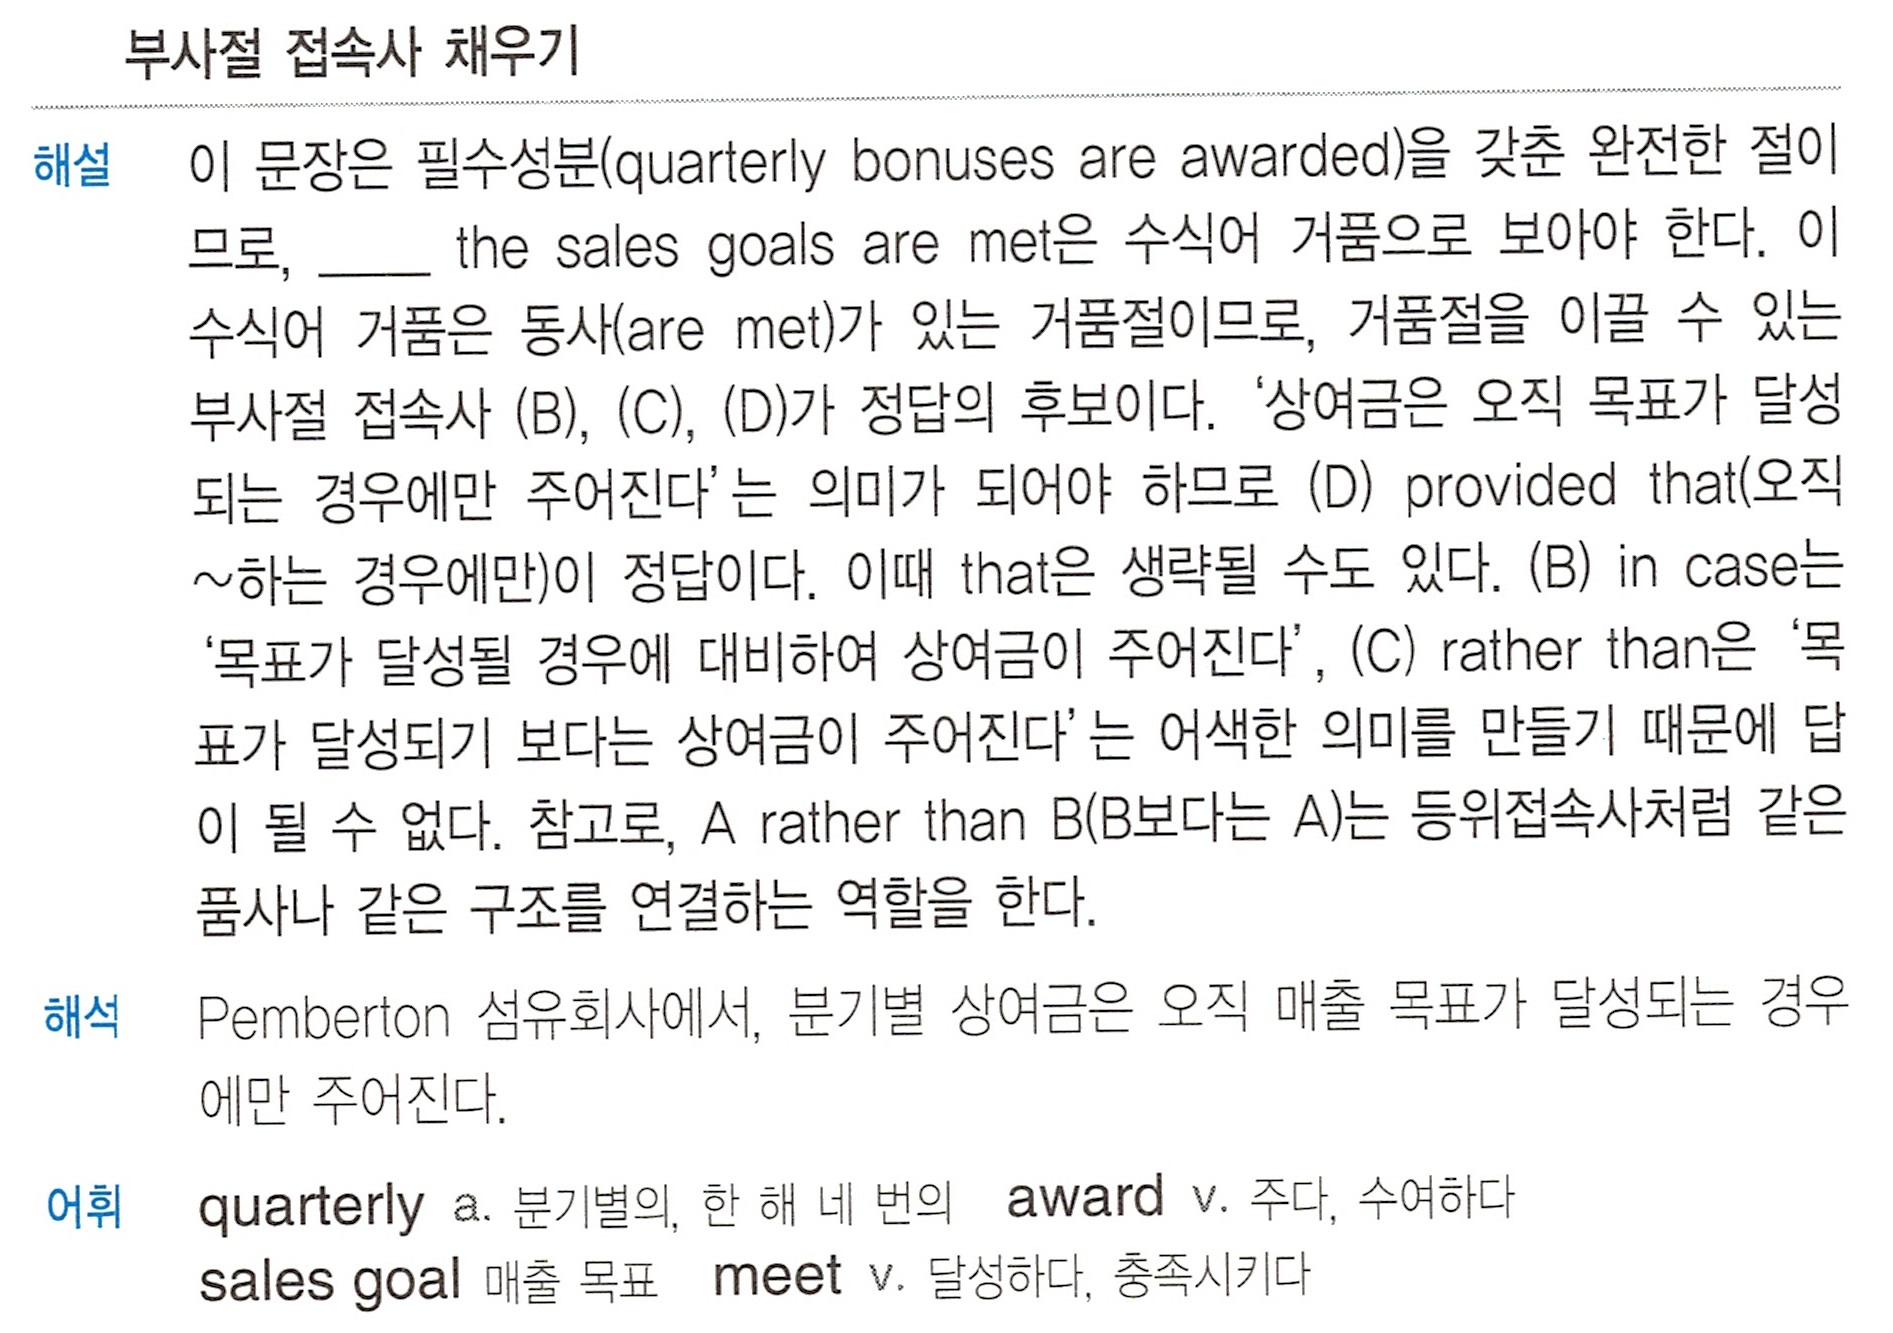 부사절 접속사 채우기
해설 이 문장은 필수성분(quarterly bonuses are awarded)을 갖춘 완전한 절이
므로, ____ the sales goals are met은 수식어 거품으로 보아야 한다. 이
수식어 거품은 동사(are met)가 있는 거품절이므로, 거품절을 이끌 수 있는
부사절 접속사 (B), (C), (D)가 정답의 후보이다. ‘상여금은 오직 목표가 달성
되는 경우에만 주어진다’는 의미가 되어야 하므로 (D) provided that(오직
~하는 경우에만)이 정답이다. 이때 that은 생략될 수도 있다. (B) in case는
‘목표가 달성될 경우에 대비하여 상여금이 주어진다’, (C) rather than은 ‘목
표가 달성되기 보다는 상여금이 주어진다’는 어색한 의미를 만들기 때문에 답
이 될 수 없다. 참고로, A rather than B(B보다는 A)는 등위접속사처럼 같은
품사나 같은 구조를 연결하는 역할을 한다.
해석 Pemberton 섬유회사에서, 분기별 상여금은 오직 매출 목표가 달성되는 경우
에만 주어진다.
어휘 quarterly a. 분기별의, 한 해 네 번의 award v. 주다, 수여하다
sales goal 매출 목표 meet v. 달성하다, 충족시키다